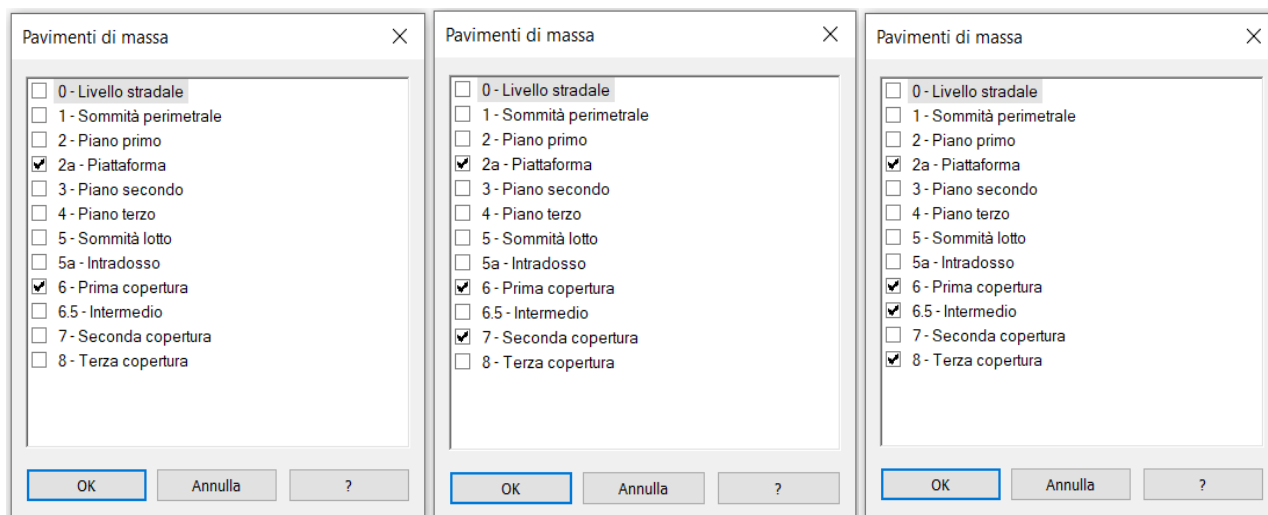 Pavimenti di massa
0 - Livello stradale
1 - Sommità perimetrale
2 - Piano primo
2a - Piattaforma
3 - Piano secondo
4 - Piano terzo
5 - Sommità lotto
5a - Intradosso
6 - Prima copertura
6.5 - Intermedio
7 - Seconda copertura
8 - Terza copertura
OK Annulla ?
Pavimenti di massa
0 - Livello stradale
1 - Sommità perimetrale
2 - Piano primo
2a - Piattaforma
3 - Piano secondo
4 - Piano terzo
5 - Sommità lotto
5a - Intradosso
6 - Prima copertura
6.5 - Intermedio
7 - Seconda copertura
8 - Terza copertura
OK Annulla ?
Pavimenti di massa
0 - Livello stradale
1 - Sommità perimetrale
2 - Piano primo
2a - Piattaforma
3 - Piano secondo
4 - Piano terzo
5 - Sommità lotto
5a - Intradosso
6 - Prima copertura
6.5 - Intermedio
7 - Seconda copertura
8 - Terza copertura
OK Annulla ?